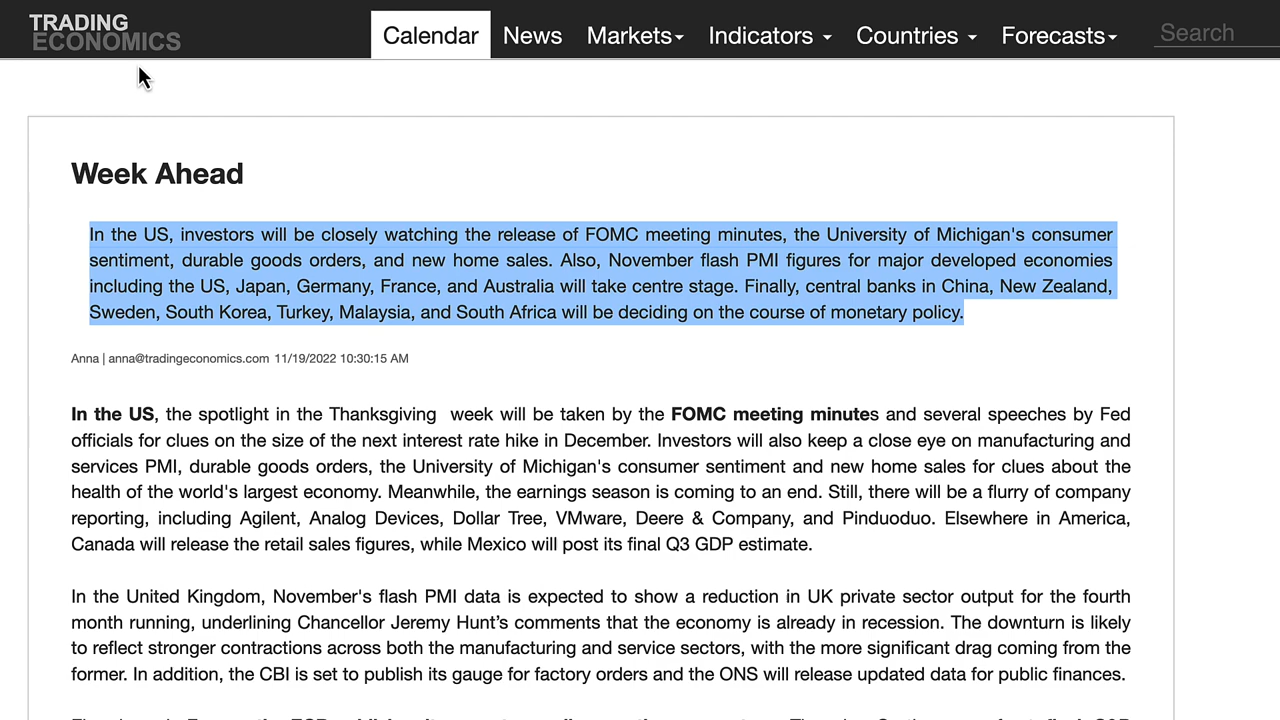 TRADING
ECONOMICS
Calendar News Markets Indicators Countries Forecasts Search
Week Ahead
In the US, investors will be closely watching the release of FOMC meeting minutes, the University of Michigan's consumer
sentiment, durable goods orders, and new home sales. Also, November flash PMI figures for major developed economies
including the US, Japan, Germany, France, and Australia will take centre stage. Finally, central banks in China, New Zealand,
Sweden, South Korea, Turkey, Malaysia, and South Africa will be deciding on the course of monetary policy.
Anna | anna@tradingeconomics.com 11/19/2022 10:30:15 AM
In the US, the spotlight in the Thanksgiving week will be taken by the FOMC meeting minutes and several speeches by Fed
officials for clues on the size of the next interest rate hike in December. Investors will also keep a close eye on manufacturing and
services PMI, durable goods orders, the University of Michigan's consumer sentiment and new home sales for clues about the
health of the world's largest economy. Meanwhile, the earnings season is coming to an end. Still, there will be a flurry of company
reporting, including Agilent, Analog Devices, Dollar Tree, VMware, Deere & Company, and Pinduoduo. Elsewhere in America,
Canada will release the retail sales figures, while Mexico will post its final Q3 GDP estimate.
In the United Kingdom, November's flash PMI data is expected to show a reduction in UK private sector output for the fourth
month running, underlining Chancellor Jeremy Hunt’s comments that the economy is already in recession. The downturn is likely
to reflect stronger contractions across both the manufacturing and service sectors, with the more significant drag coming from the
former. In addition, the CBI is set to publish its gauge for factory orders and the ONS will release updated data for public finances.